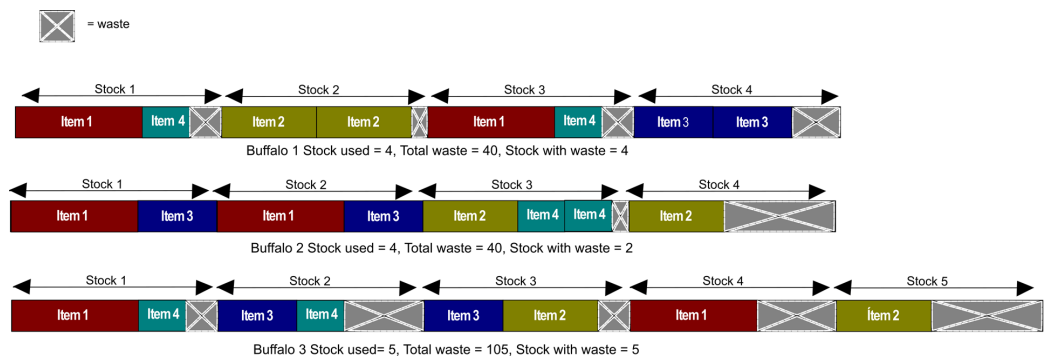 = waste
Stock 1 Stock 2 Stock 3 Stock 4
Item 1 Item 4 Item 2 Item 2 Item 1 Item 4 Item 3 Item 3
Buffalo 1 Stock used = 4, Total waste = 40, Stock with waste = 4
Stock 1 Stock 2 Stock 3 Stock 4
Item 1 Item 3 Item 1 Item 3 Item 2 Item 4 Item 4 Item 2
Buffalo 2 Stock used = 4, Total waste = 40, Stock with waste = 2
Stock 1 Stock 2 Stock 3 Stock 4 Stock 5
Item 1 Item 4 Item 3 Item 4 Item 3 Item 2 Item 1 Ítem 2
Buffalo 3 Stock used= 5, Total waste = 105, Stock with waste = 5